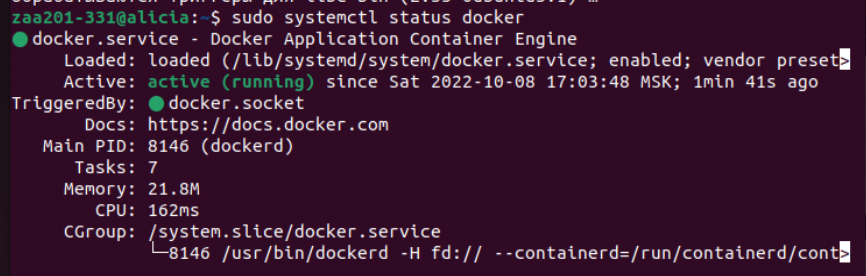 zaa201-331@alicia:~$ sudo systemctl status docker
docker.service - Docker Application Container Engine
Loaded: loaded (/lib/systemd/system/docker.service; enabled; vendor preset>
Active: active (running) since Sat 2022-10-08 17:03:48 MSK; 1min 41s ago
TriggeredBy: ● docker.socket
Docs: https://docs.docker.com
Main PID: 8146 (dockerd)
Tasks: 7
Memory: 21.8M
CPU: 162ms
CGroup: /system.slice/docker.service
└─8146 /usr/bin/dockerd -H fd:// --containerd=/run/containerd/cont>